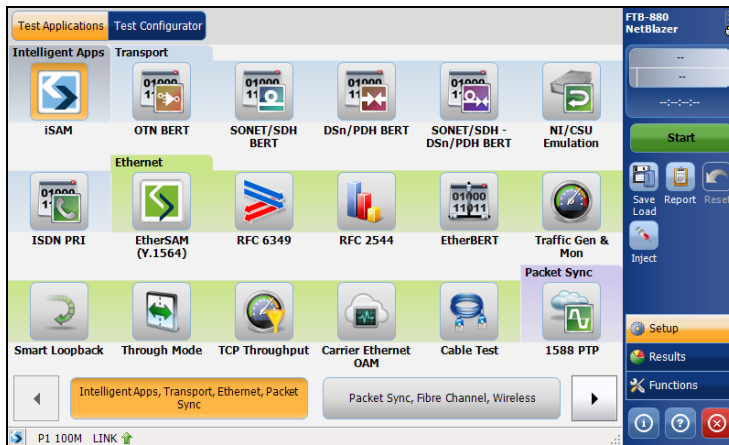 Test Applications Test Configurator
FTB-880
NetBlazer
Intelligent Apps Transport
--
--
--:--:--
Start
iSAM OTN BERT SONET/SDH BERT DSn/PDH BERT SONET/SDH - DSn/PDH BERT NI/CSU Emulation
Save Load Report Reset
Inject
Ethernet
ISDN PRI EtherSAM (Y.1564) RFC 6349 RFC 2544 EtherBERT Traffic Gen & Mon
Packet Sync
Smart Loopback Through Mode TCP Throughput Carrier Ethernet OAM Cable Test 1588 PTP
Setup
Results
Functions
Intelligent Apps, Transport, Ethernet, Packet Sync
Packet Sync, Fibre Channel, Wireless
P1 100M LINK